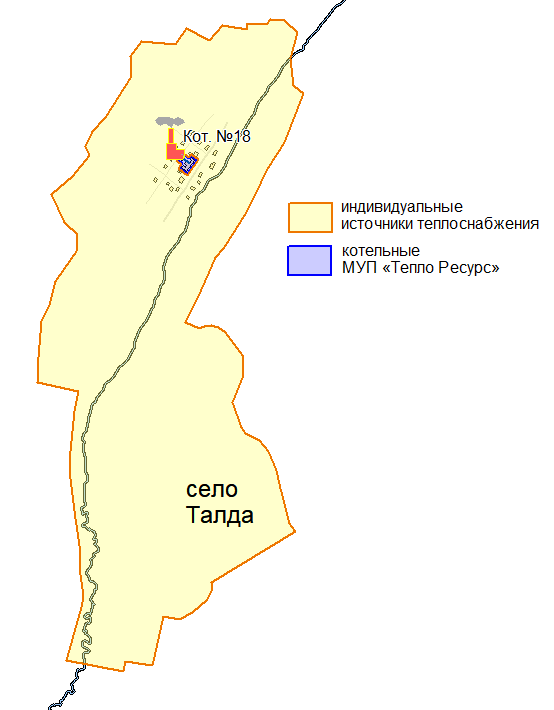 Кот. №18
индивидуальные
источники теплоснабжения
котельные
МУП «Тепло Ресурс»
село
Талда